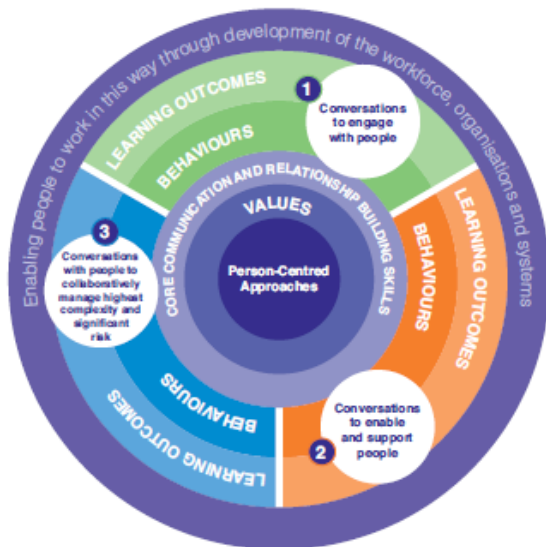 Enabling people to work in this way through development of the workforce, organisations and systems
LEARNING OUTCOMES
BEHAVIOURS
1
Conversations
to engage
with people
CORE COMMUNICATION AND RELATIONSHIP BUILDING SKILLS
VALUES
Person-Centred
Approaches
LEARNING OUTCOMES
BEHAVIOURS
2
Conversations
to enable
and support
people
3
Conversations
with people to
collaboratively
manage highest
complexity and
significant
risk
BEHAVIOURS
LEARNING OUTCOMES